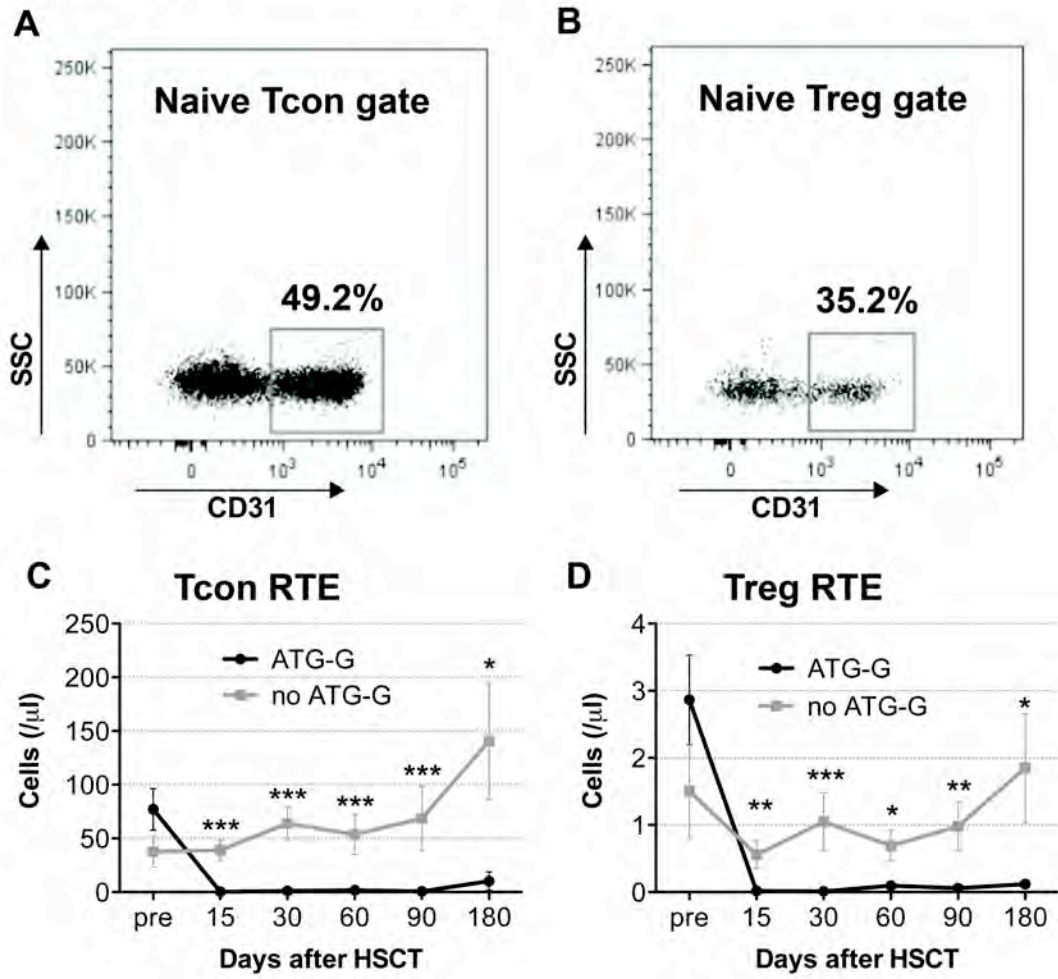 A
Naive Tcon gate
250K
200K
150K
100K
50K
0
49.2%
SSC
0 10³ 10⁴ 10⁵
CD31
B
Naive Treg gate
250K
200K
150K
100K
50K
0
35.2%
SSC
0 10³ 10⁴ 10⁵
CD31
C
Tcon RTE
250
200
150
100
50
0
Cells (/µl)
ATG-G
no ATG-G
***
***
***
***
*
pre 15 30 60 90 180
Days after HSCT
D
Treg RTE
4
3
2
1
0
Cells (/µl)
ATG-G
no ATG-G
**
***
*
**
*
pre 15 30 60 90 180
Days after HSCT